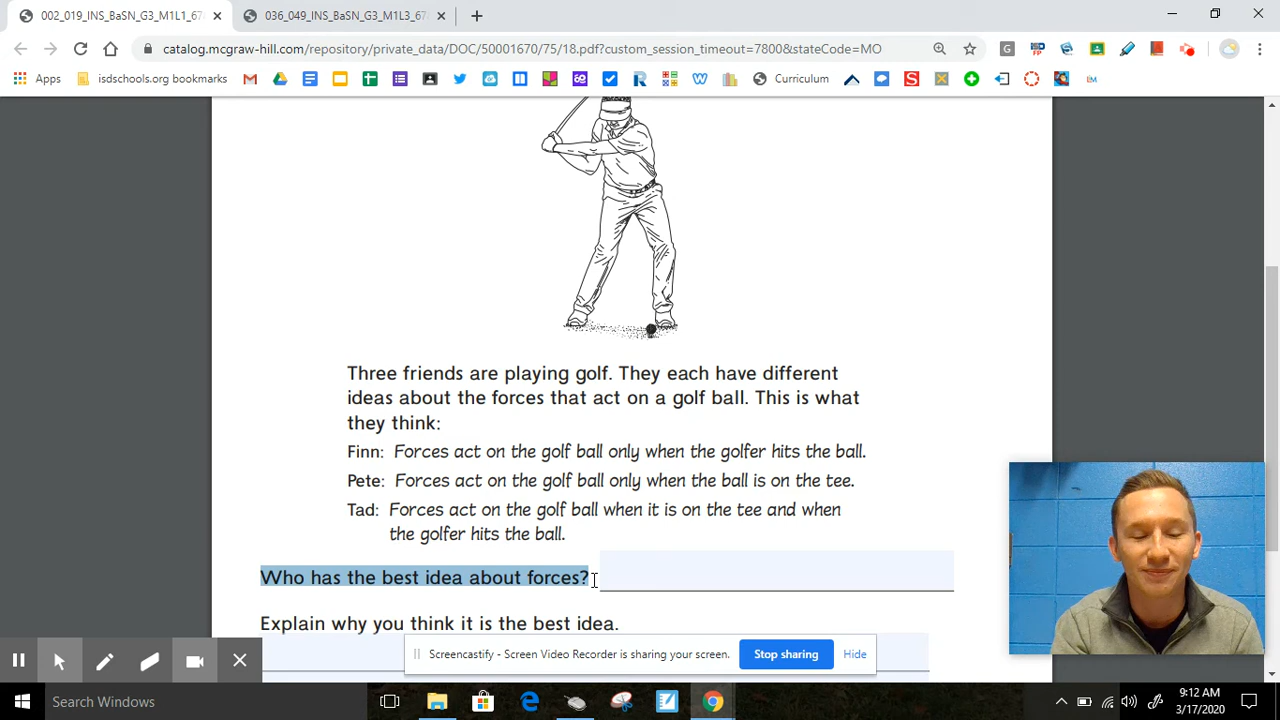 002_019_INS_BaSN_G3_M1L1_67
036_049_INS_BaSN_G3_M1L3_678
catalog.mcgraw-hill.com/repository/private_data/DOC/50001670/75/18.pdf?custom_session_timeout=7800&stateCode=MO
Apps
isdschools.org bookmarks
Curriculum
Three friends are playing golf. They each have different
ideas about the forces that act on a golf ball. This is what
they think:
Finn: Forces act on the golf ball only when the golfer hits the ball.
Pete: Forces act on the golf ball only when the ball is on the tee.
Tad: Forces act on the golf ball when it is on the tee and when
the golfer hits the ball.
Who has the best idea about forces?
Explain why you think it is the best idea.
Screencastify - Screen Video Recorder is sharing your screen.
Stop sharing
Hide
Search Windows
9:12 AM
3/17/2020